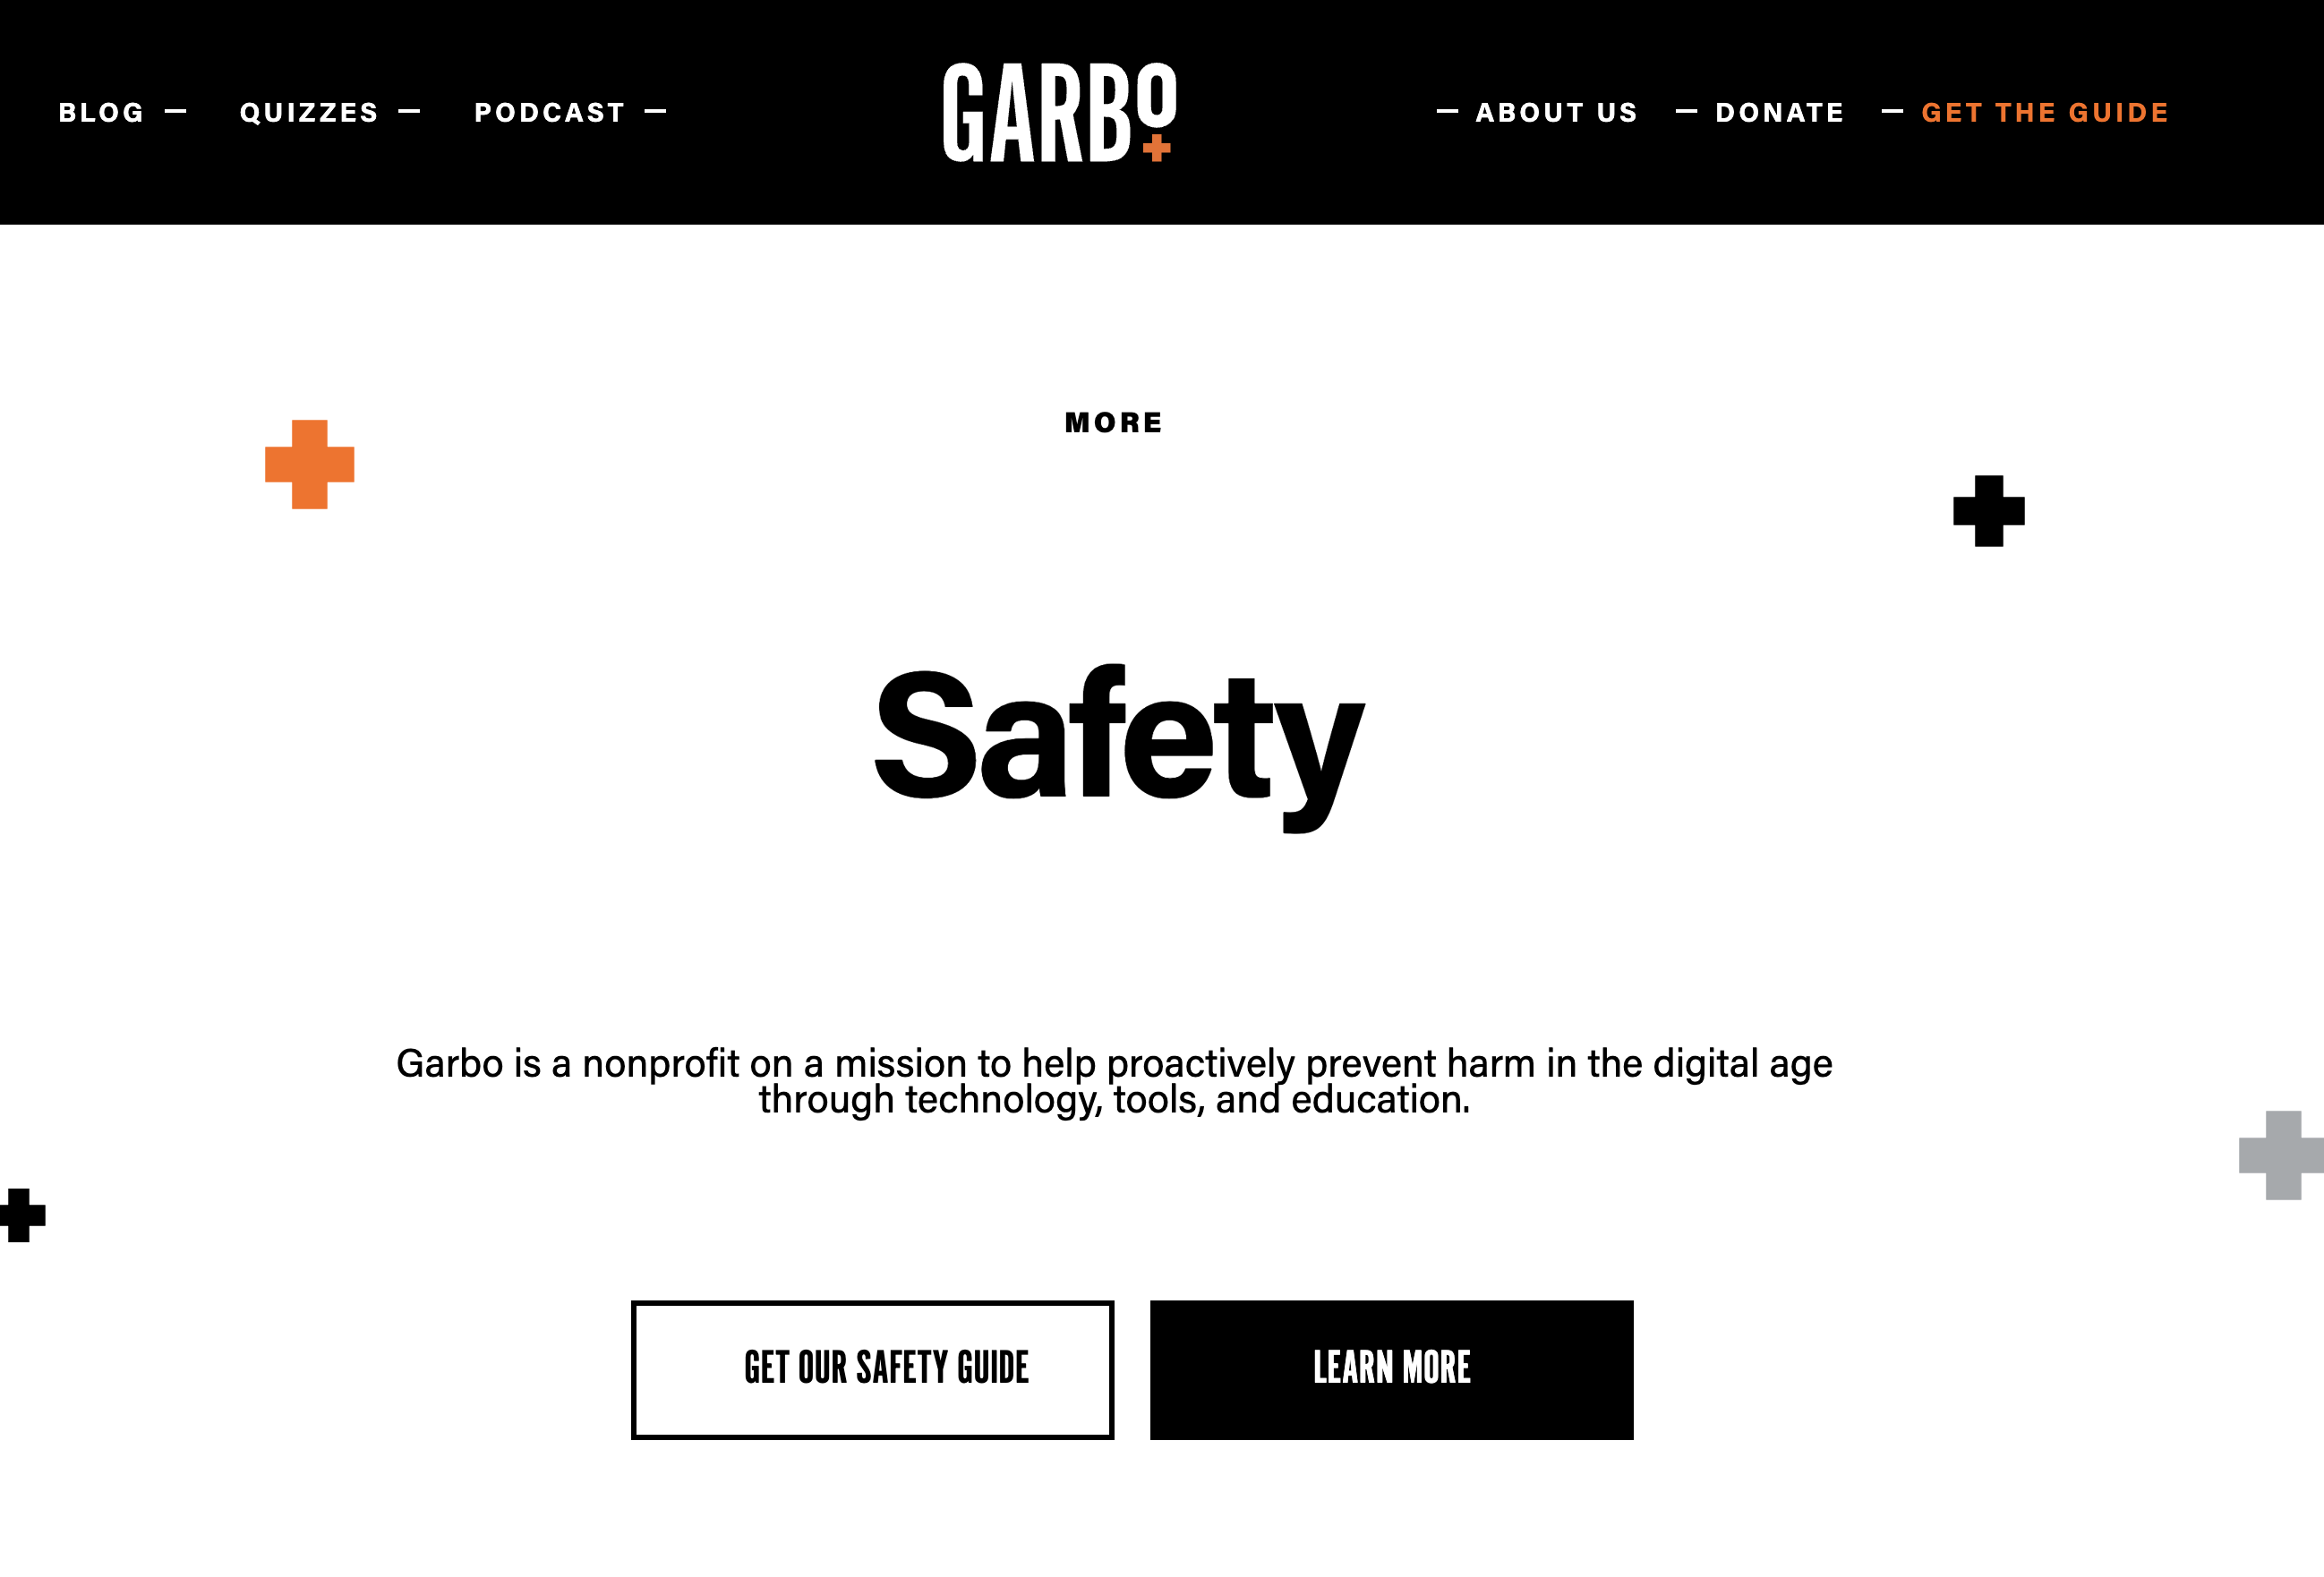 BLOG — QUIZZES — PODCAST — GARBO — ABOUT US — DONATE — GET THE GUIDE
MORE
Safety
Garbo is a nonprofit on a mission to help proactively prevent harm in the digital age
through technology, tools, and education.
GET OUR SAFETY GUIDE LEARN MORE